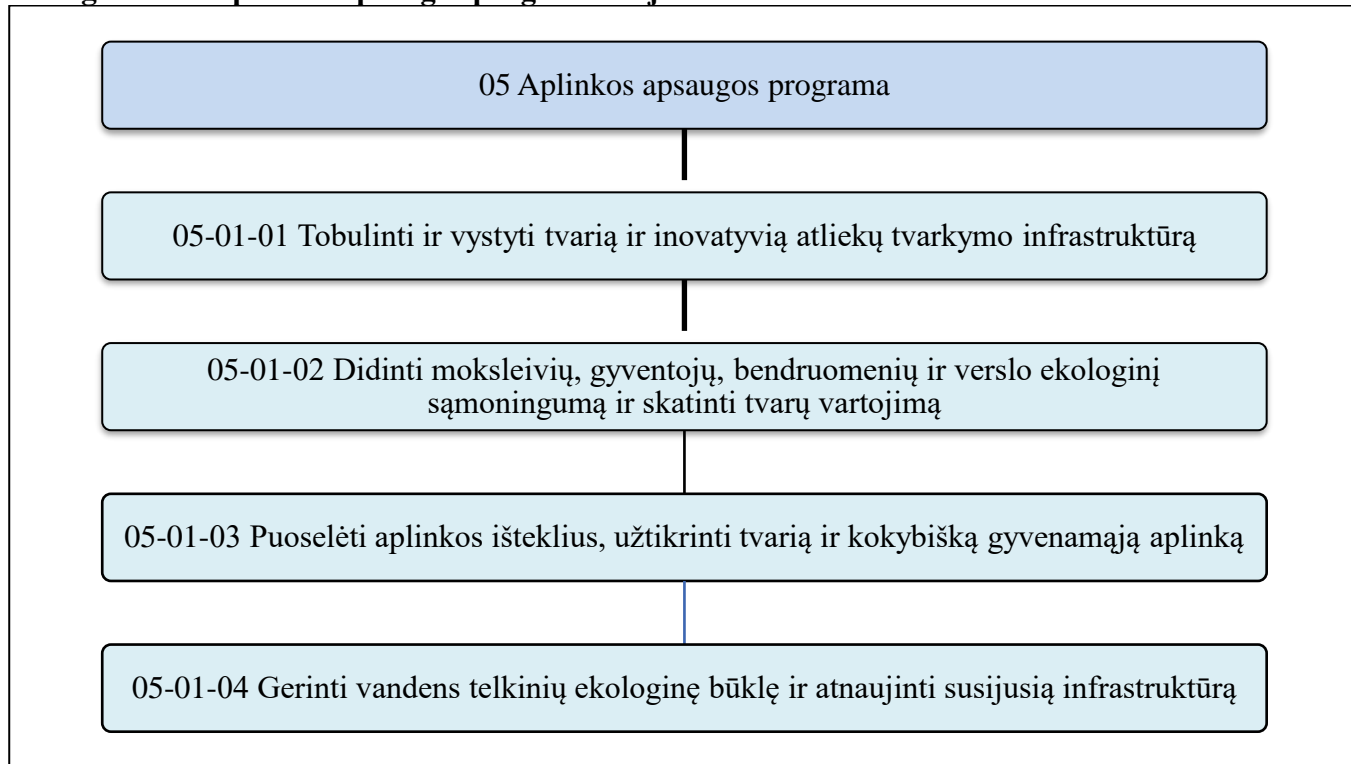 05 Aplinkos apsaugos programa
05-01-01 Tobulinti ir vystyti tvarią ir inovatyvią atliekų tvarkymo infrastruktūrą
05-01-02 Didinti moksleivių, gyventojų, bendruomenių ir verslo ekologinį
sąmoningumą ir skatinti tvarų vartojimą
05-01-03 Puoselėti aplinkos išteklius, užtikrinti tvarią ir kokybišką gyvenamąją aplinką
05-01-04 Gerinti vandens telkinių ekologinę būklę ir atnaujinti susijusią infrastruktūrą